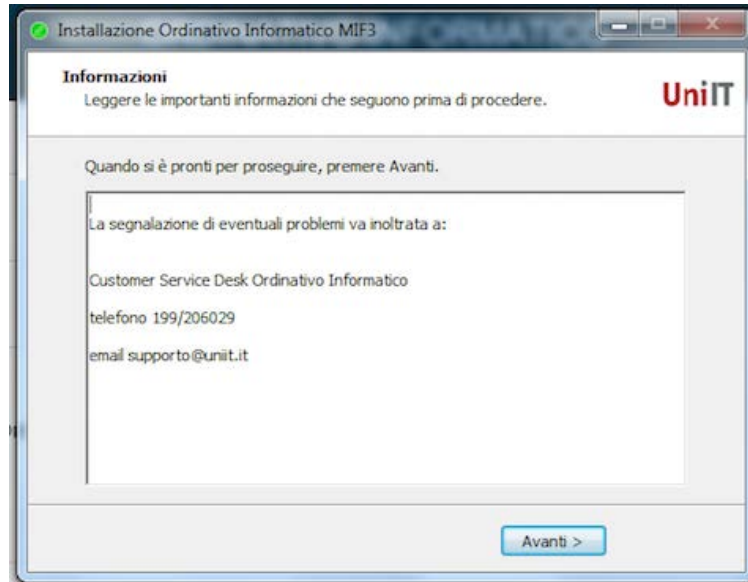 Installazione Ordinativo Informatico MIF3
Informazioni
Leggere le importanti informazioni che seguono prima di procedere.
UniIT
Quando si è pronti per proseguire, premere Avanti.
La segnalazione di eventuali problemi va inoltrata a:
Customer Service Desk Ordinativo Informatico
telefono 199/206029
email supporto@uniit.it
Avanti >